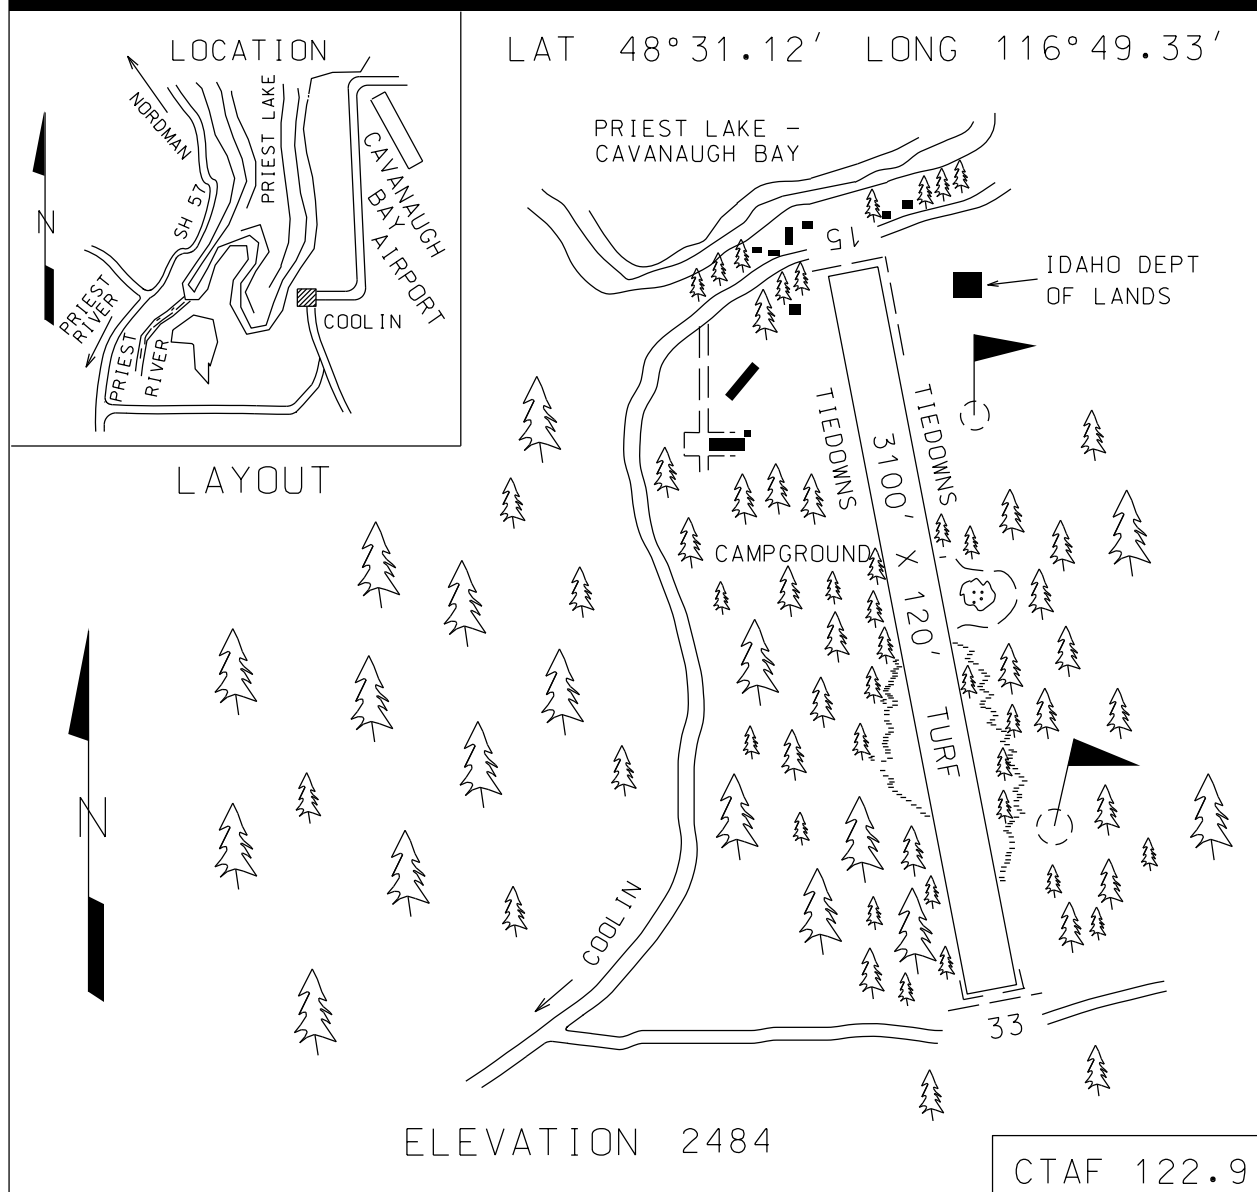 LOCATION
LAT 48°31.12′ LONG 116°49.33′
NORDMAN
PRIEST LAKE
SH 57
CAVANAUGH
BAY AIRPORT
N
PRIEST
RIVER
PRIEST
RIVER
COOLIN
PRIEST LAKE –
CAVANAUGH BAY
15
IDAHO DEPT
OF LANDS
LAYOUT
TIEDOWNS
TIEDOWNS
3100′ X 120′ TURF
CAMPGROUND
N
COOLIN
33
ELEVATION 2484
CTAF 122.9